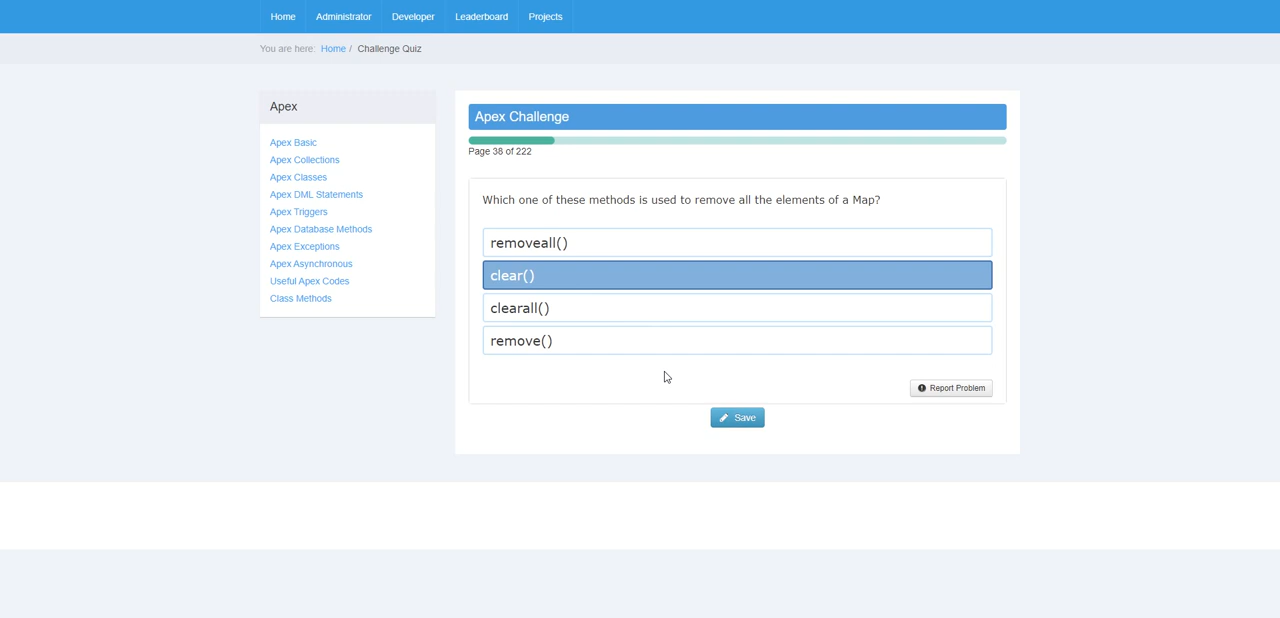 Home Administrator Developer Leaderboard Projects
You are here: Home / Challenge Quiz
Apex
Apex Basic
Apex Collections
Apex Classes
Apex DML Statements
Apex Triggers
Apex Database Methods
Apex Exceptions
Apex Asynchronous
Useful Apex Codes
Class Methods
Apex Challenge
Page 38 of 222
Which one of these methods is used to remove all the elements of a Map?
removeall()
clear()
clearall()
remove()
Report Problem
Save